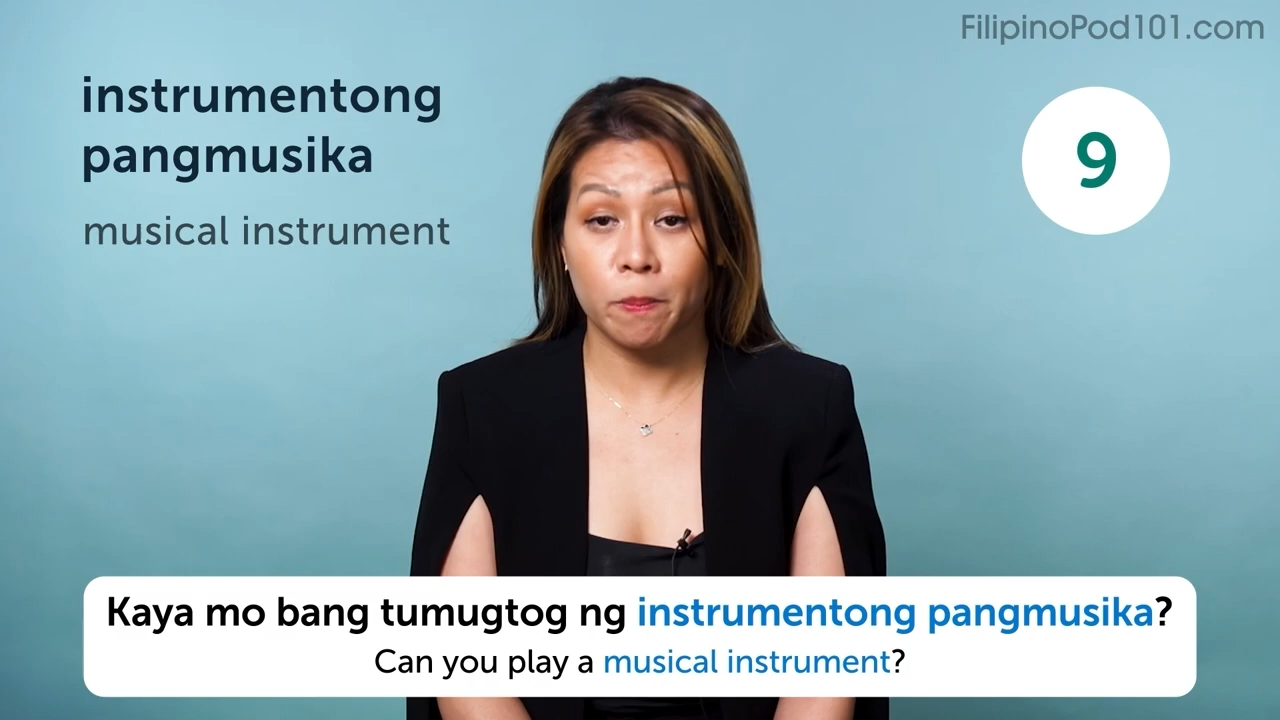 FilipinoPod101.com
instrumentong
pangmusika
musical instrument
9
Kaya mo bang tumugtog ng instrumentong pangmusika?
Can you play a musical instrument?